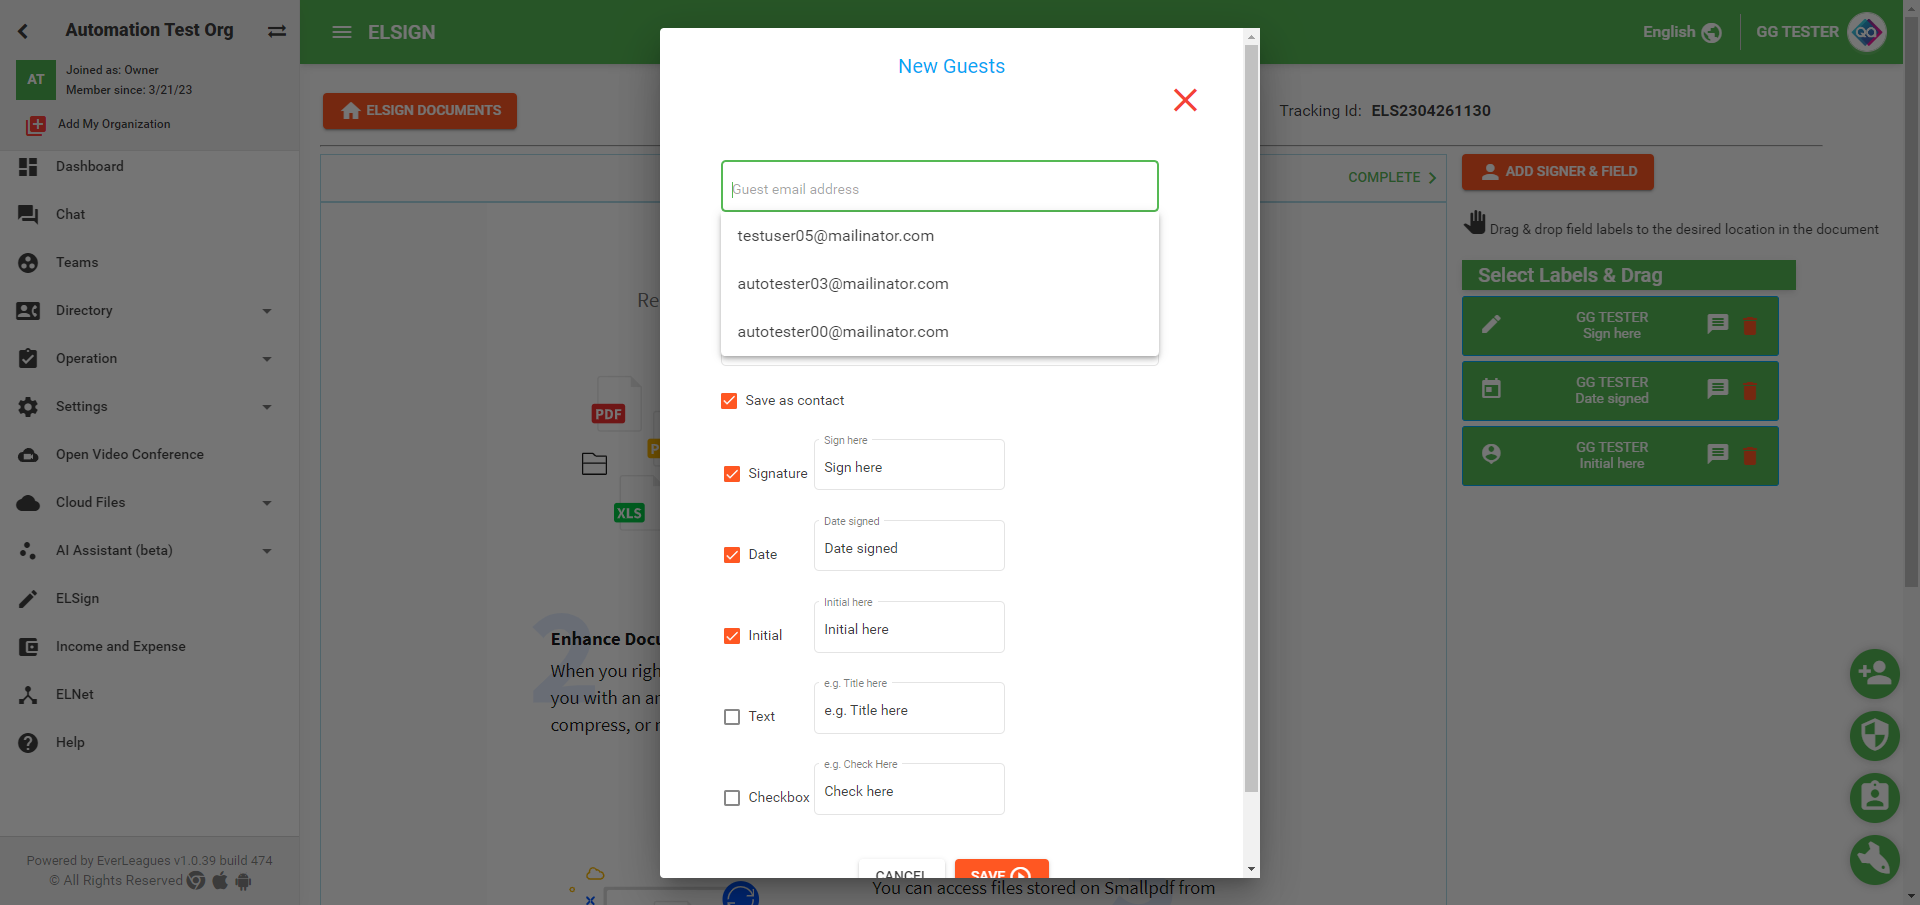 Automation Test Org
AT
Joined as: Owner
Member since: 3/21/23
Add My Organization
Dashboard
Chat
Teams
Directory
Operation
Settings
Open Video Conference
Cloud Files
AI Assistant (beta)
ELSign
Income and Expense
ELNet
Help
Powered by EverLeagues v1.0.39 build 474
© All Rights Reserved
ELSIGN
English
GG TESTER
ELSIGN DOCUMENTS
Tracking Id: ELS2304261130
COMPLETE
Re
PDF
XLS
2
Enhance Docu
When you righ
you with an ar
compress, or r
You can access files stored on Smallpdf from
New Guests
Guest email address
testuser05@mailinator.com
autotester03@mailinator.com
autotester00@mailinator.com
Save as contact
Signature
Sign here
Sign here
Date
Date signed
Date signed
Initial
Initial here
Initial here
Text
e.g. Title here
e.g. Title here
Checkbox
e.g. Check Here
Check here
CANCEL
SAVE
ADD SIGNER & FIELD
Drag & drop field labels to the desired location in the document
Select Labels & Drag
GG TESTER
Sign here
GG TESTER
Date signed
GG TESTER
Initial here